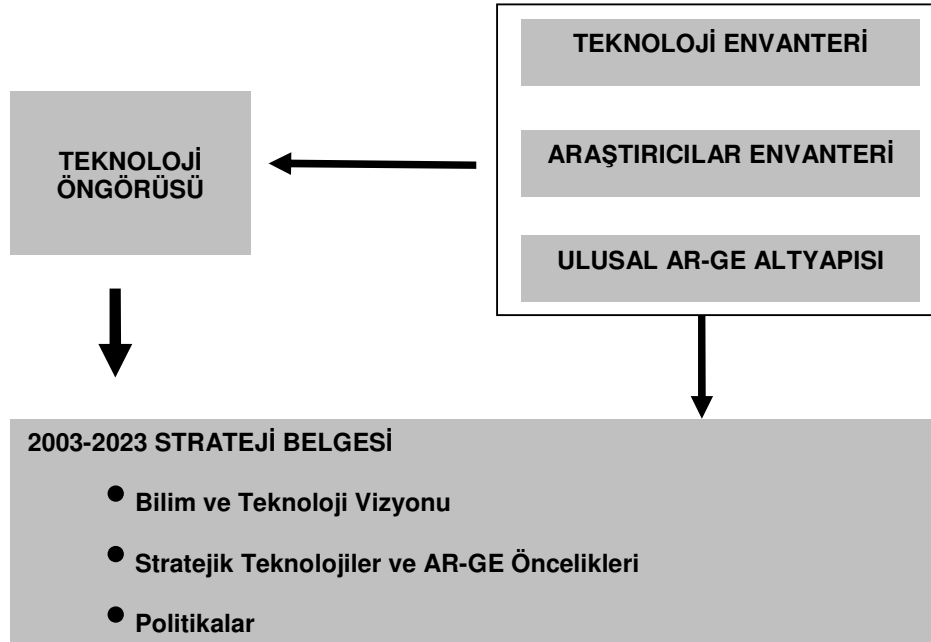 TEKNOLOJİ ENVANTERİ
ARAŞTIRICILAR ENVANTERİ
ULUSAL AR-GE ALTYAPISI
TEKNOLOJİ
ÖNGÖRÜSÜ
2003-2023 STRATEJİ BELGESİ
● Bilim ve Teknoloji Vizyonu
● Stratejik Teknolojiler ve AR-GE Öncelikleri
● Politikalar